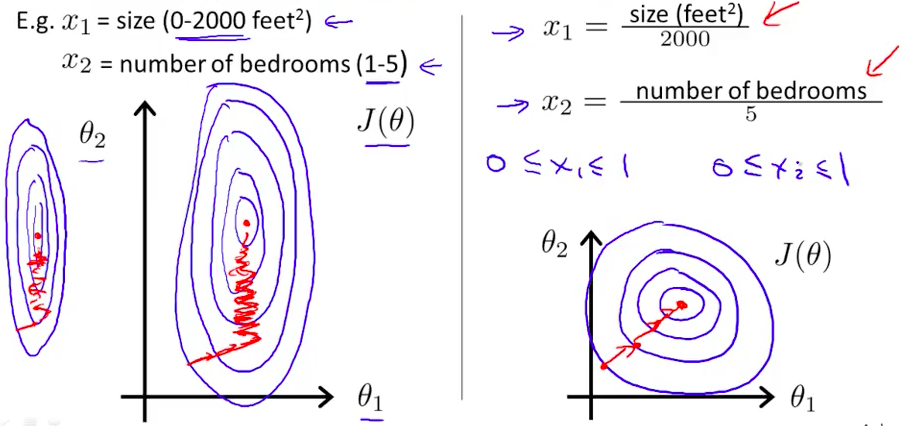 E.g. x₁ = size (0-2000 feet²)
x₂ = number of bedrooms (1-5)
θ₂
J(θ)
θ₁
x₁ = size (feet²) / 2000
x₂ = number of bedrooms / 5
0 ≤ x₁ ≤ 1 0 ≤ x₂ ≤ 1
θ₂
J(θ)
θ₁